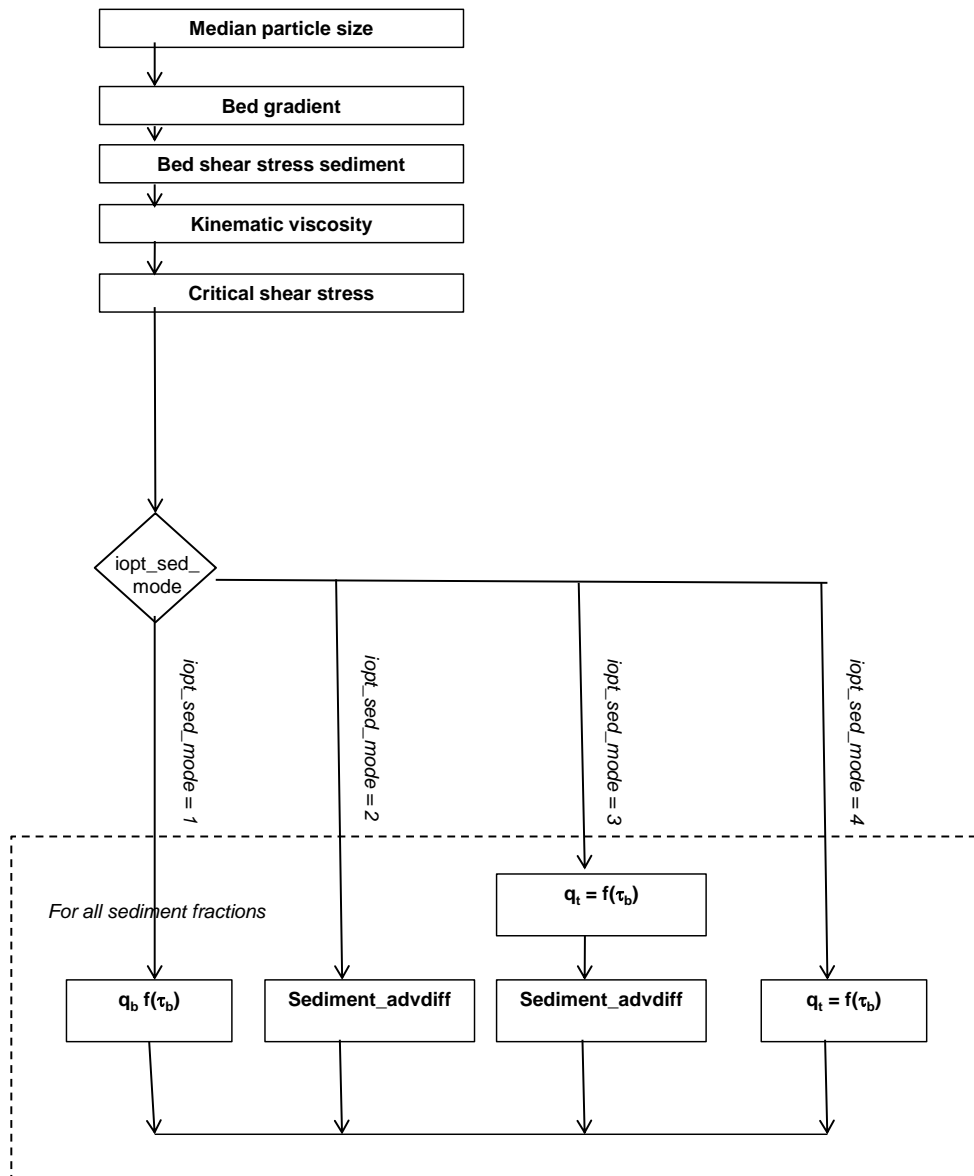 Median particle size
Bed gradient
Bed shear stress sediment
Kinematic viscosity
Critical shear stress
iopt_sed_
mode
iopt_sed_mode = 1
iopt_sed_mode = 2
iopt_sed_mode = 3
iopt_sed_mode = 4
qt = f(τb)
For all sediment fractions
qb f(τb)
Sediment_advdiff
Sediment_advdiff
qt = f(τb)